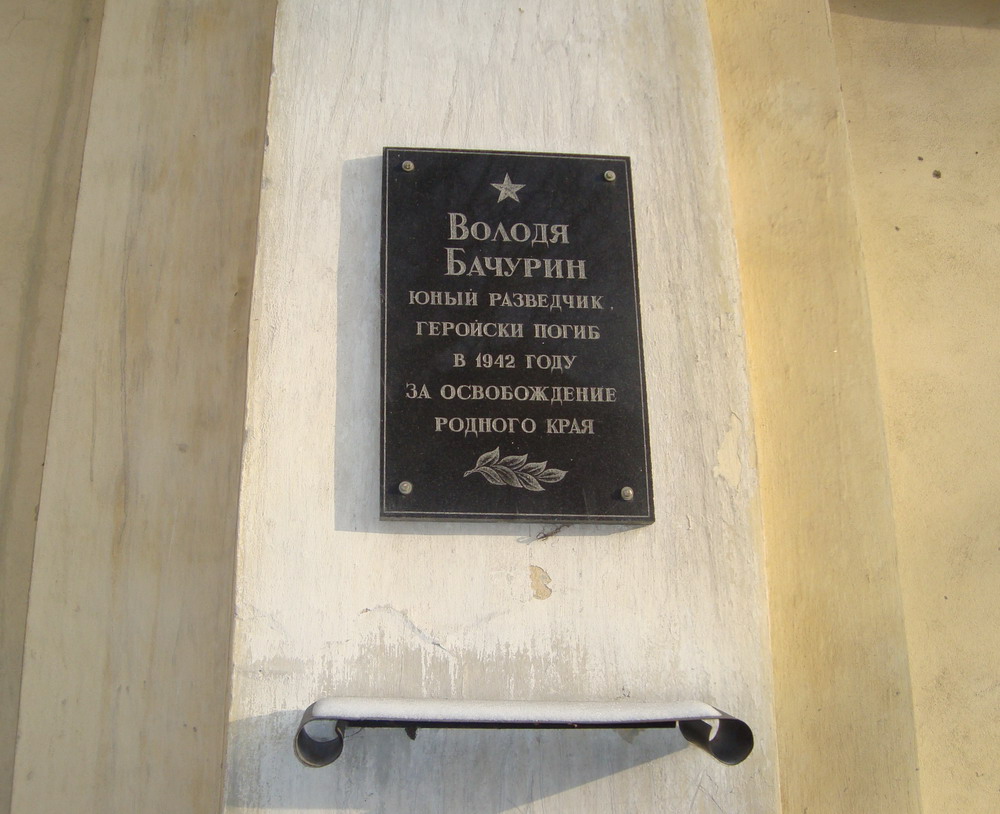 Володя
Бачурин
юный разведчик
геройски погиб
в 1942 году
за освобождение
родного края